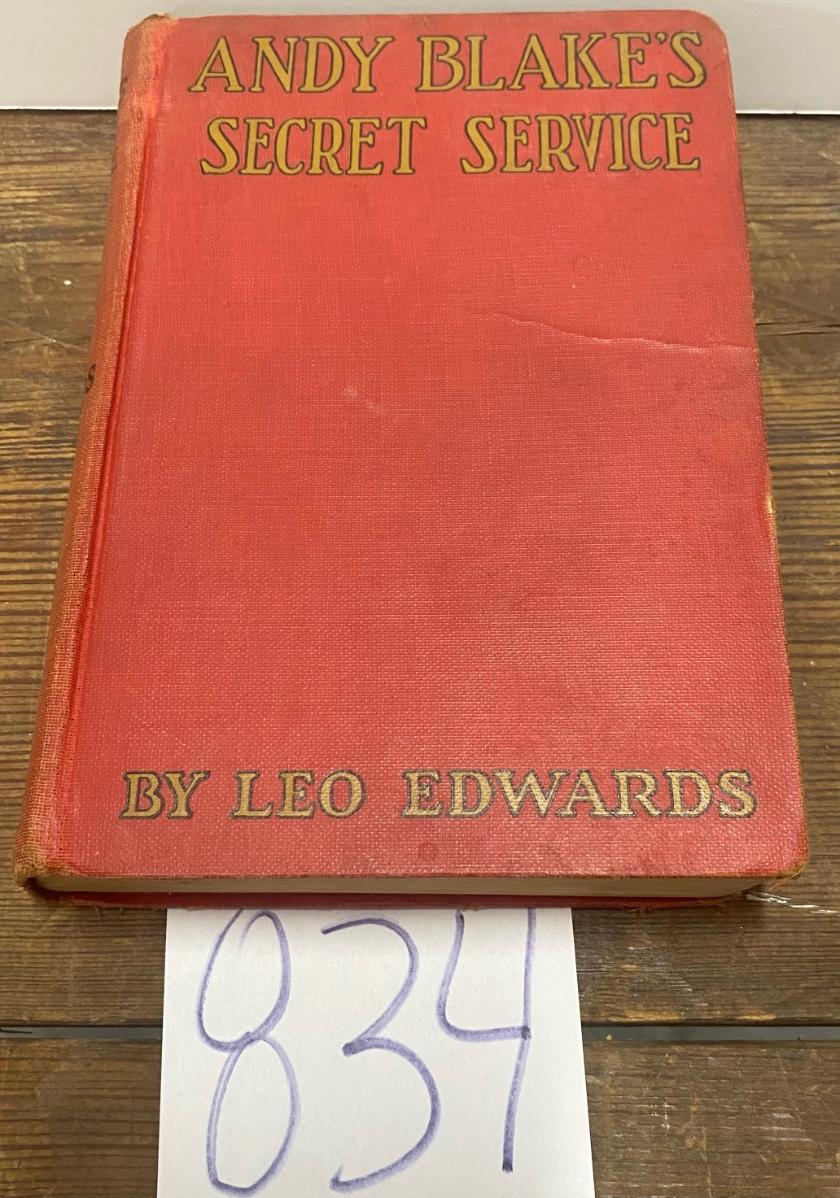 ANDY BLAKE'S
SECRET SERVICE
BY LEO EDWARDS
834